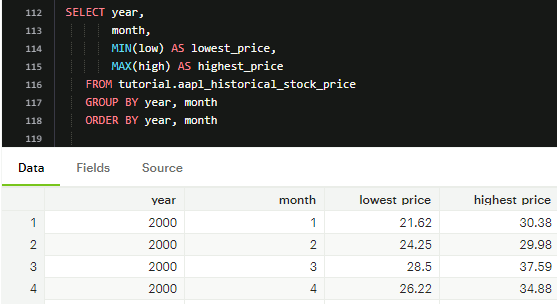 112 SELECT year,
113 month,
114 MIN(low) AS lowest_price,
115 MAX(high) AS highest_price
116 FROM tutorial.aapl_historical_stock_price
117 GROUP BY year, month
118 ORDER BY year, month
119
Data Fields Source
year month lowest price highest price
1 2000 1 21.62 30.38
2 2000 2 24.25 29.98
3 2000 3 28.5 37.59
4 2000 4 26.22 34.88